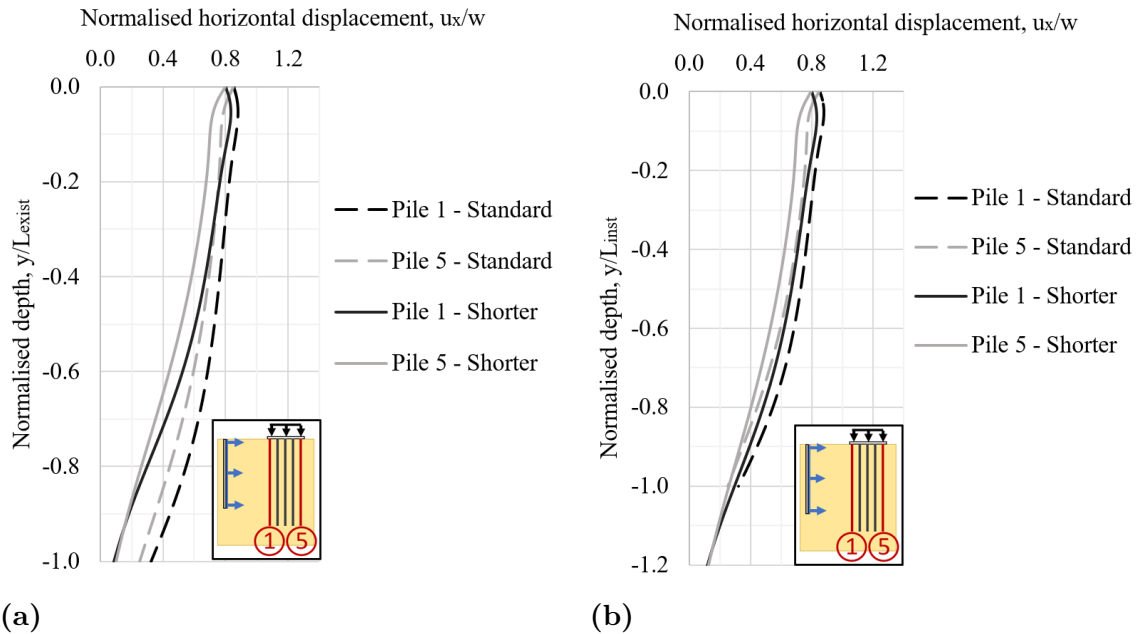 Normalised horizontal displacement, ux/w
0.0 0.4 0.8 1.2
0.0
-0.2
-0.4
-0.6
-0.8
-1.0
Normalised depth, y/Lexist
Pile 1 - Standard
Pile 5 - Standard
Pile 1 - Shorter
Pile 5 - Shorter
1 5
(a)
Normalised horizontal displacement, ux/w
0.0 0.4 0.8 1.2
0.0
-0.2
-0.4
-0.6
-0.8
-1.0
-1.2
Normalised depth, y/Linst
Pile 1 - Standard
Pile 5 - Standard
Pile 1 - Shorter
Pile 5 - Shorter
1 5
(b)